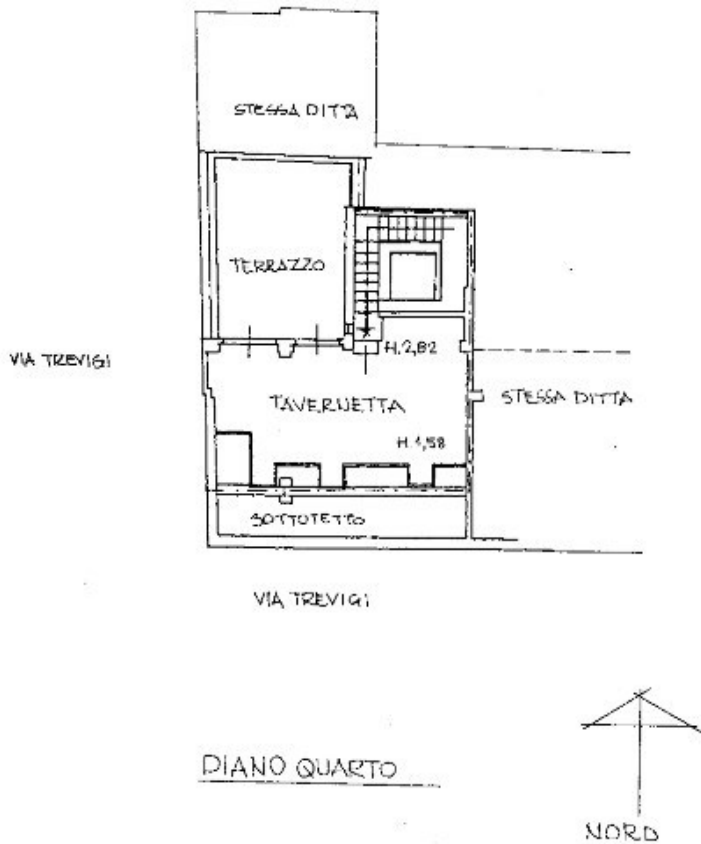 STESSA DITTA
TERRAZZO
VIA TREVIGI
H.2,82
TAVERNETTA
STESSA DITTA
H.1,58
SOTTOTETTO
VIA TREVIGI
PIANO QUARTO
NORD